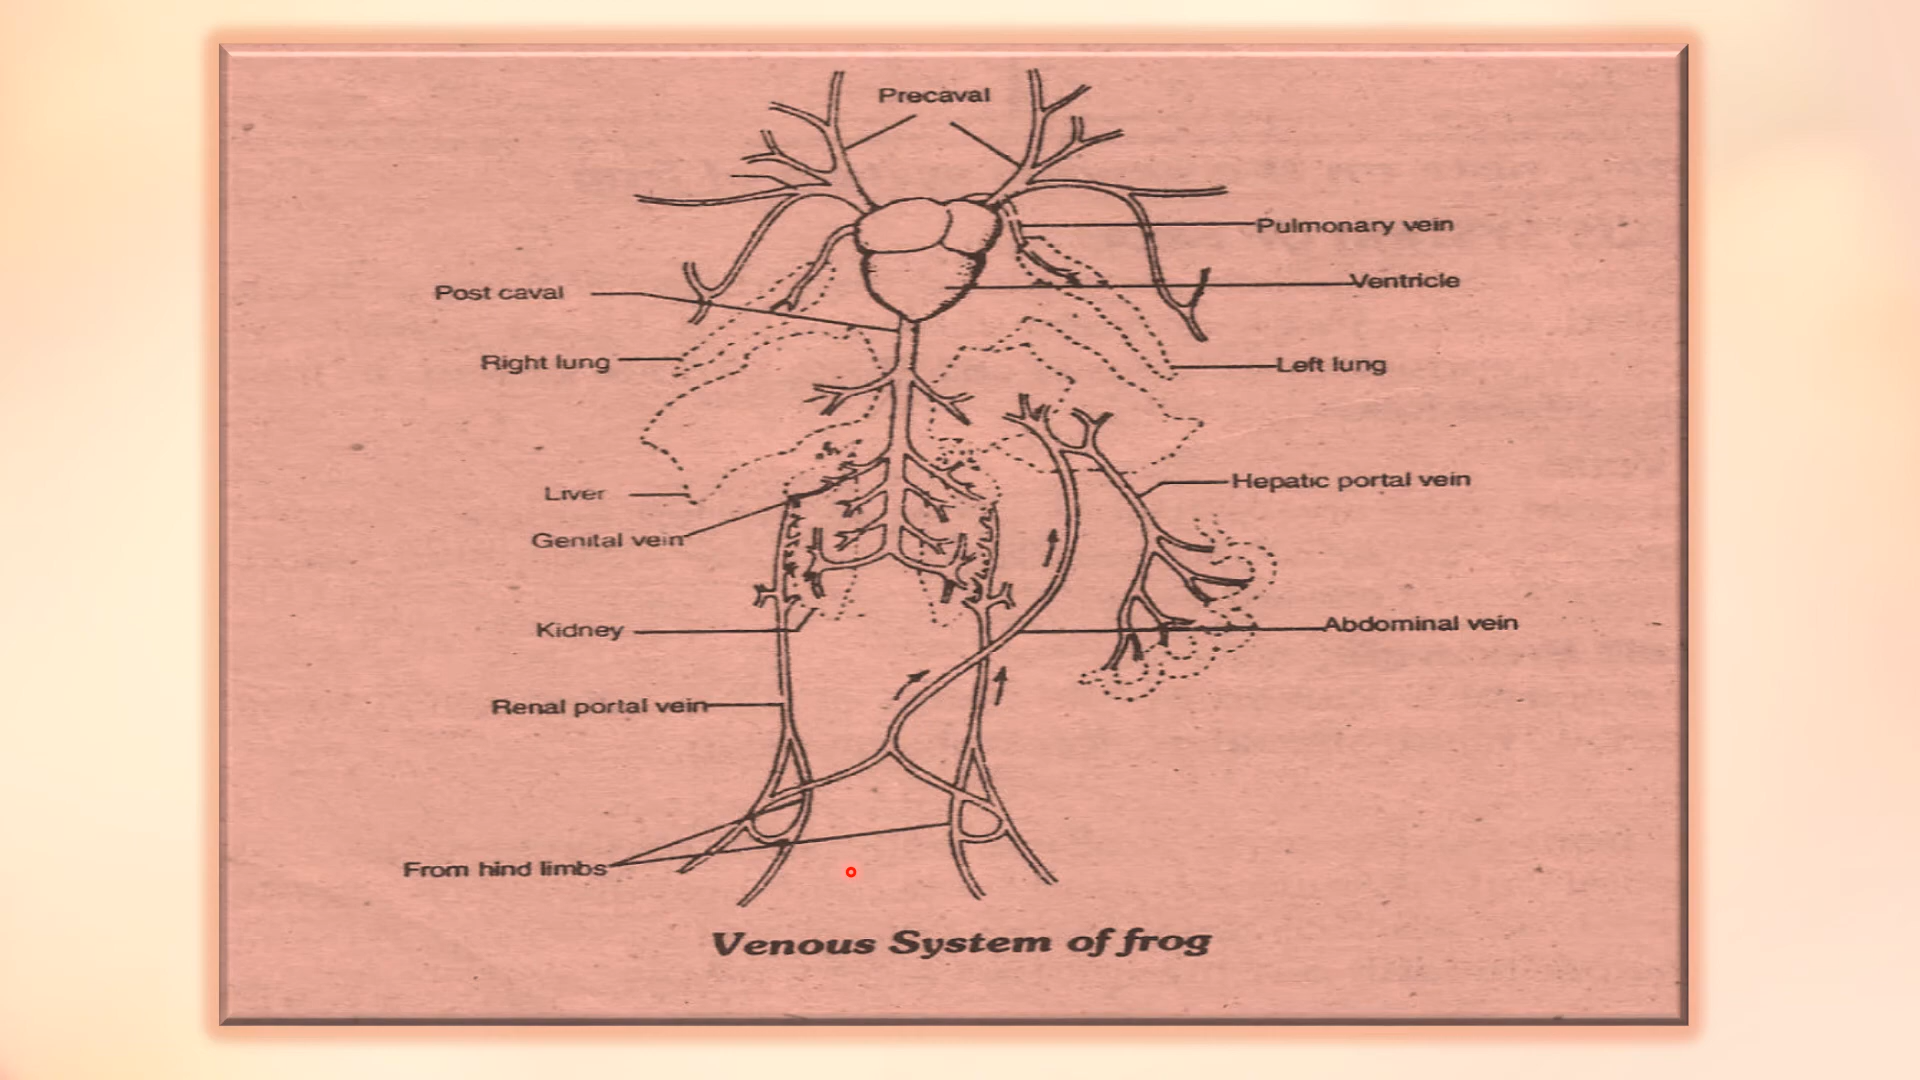 Precaval
Pulmonary vein
Ventricle
Post caval
Right lung
Left lung
Hepatic portal vein
Liver
Genital vein
Abdominal vein
Kidney
Renal portal vein
From hind limbs
Venous System of frog